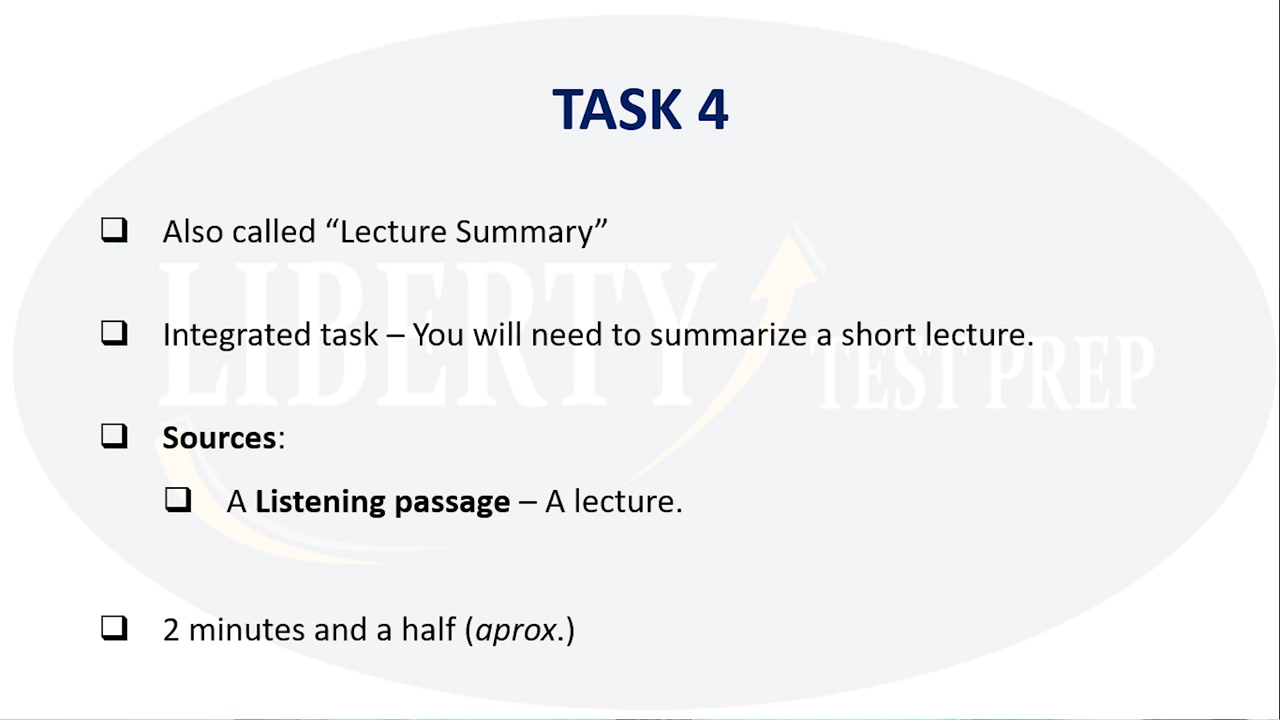 TASK 4
Also called “Lecture Summary”
Integrated task – You will need to summarize a short lecture.
Sources:
A Listening passage – A lecture.
2 minutes and a half (aprox.)
LIBERTY TEST PREP